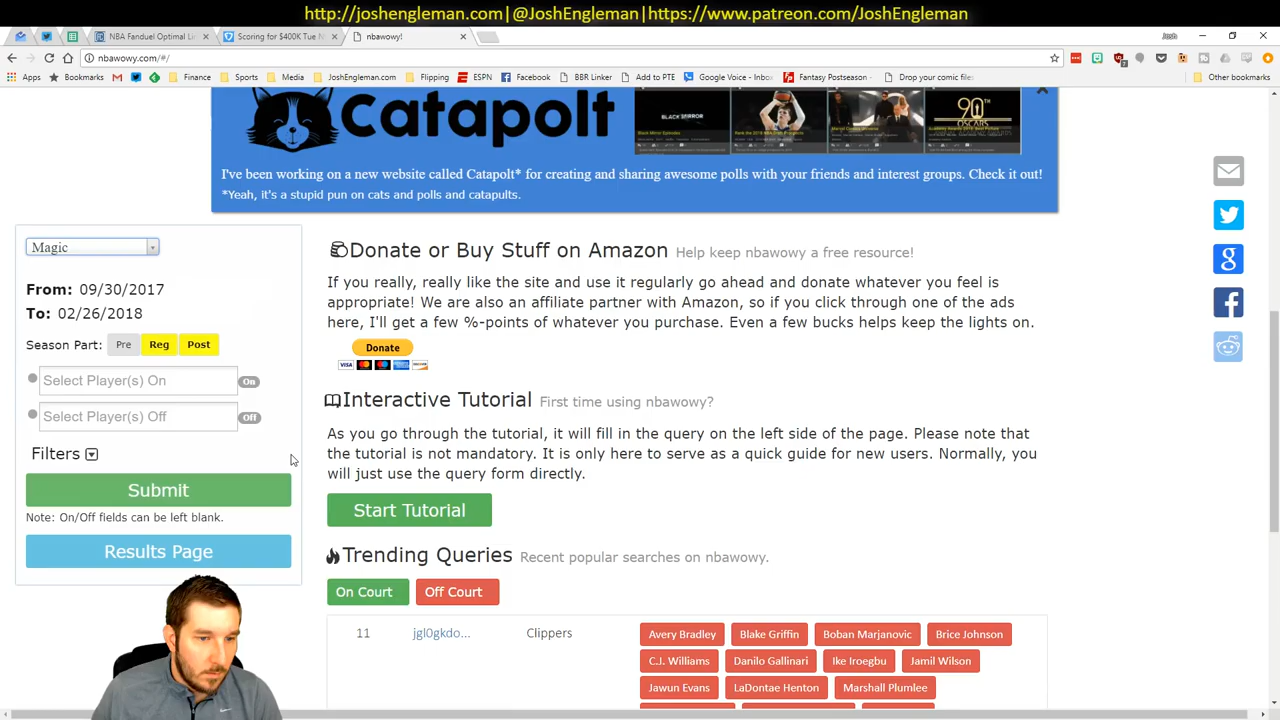 http://joshengleman.com|@JoshEngleman|https://www.patreon.com/JoshEngleman
NBA Fanduel Optimal Li
Scoring for $400K Tue N
nbawowy!
Josh
nbawowy.com/#/
Apps
Bookmarks
Finance
Sports
Media
JoshEngleman.com
Flipping
ESPN
Facebook
BBR Linker
Add to PTE
Google Voice - Inbo
Fantasy Postseason
Drop your comic file
Other bookmarks
Catapolt
I've been working on a new website called Catapolt* for creating and sharing awesome polls with your friends and interest groups. Check it out!
*Yeah, it's a stupid pun on cats and polls and catapults.
Magic
From: 09/30/2017
To: 02/26/2018
Season Part: Pre Reg Post
Select Player(s) On On
Select Player(s) Off Off
Filters
Submit
Note: On/Off fields can be left blank.
Results Page
Donate or Buy Stuff on Amazon Help keep nbawowy a free resource!
If you really, really like the site and use it regularly go ahead and donate whatever you feel is
appropriate! We are also an affiliate partner with Amazon, so if you click through one of the ads
here, I'll get a few %-points of whatever you purchase. Even a few bucks helps keep the lights on.
Donate
VISA
Interactive Tutorial First time using nbawowy?
As you go through the tutorial, it will fill in the query on the left side of the page. Please note that
the tutorial is not mandatory. It is only here to serve as a quick guide for new users. Normally, you
will just use the query form directly.
Start Tutorial
Trending Queries Recent popular searches on nbawowy.
On Court Off Court
11 jgl0gkdo... Clippers Avery Bradley Blake Griffin Boban Marjanovic Brice Johnson
C.J. Williams Danilo Gallinari Ike Iroegbu Jamil Wilson
Jawun Evans LaDontae Henton Marshall Plumlee